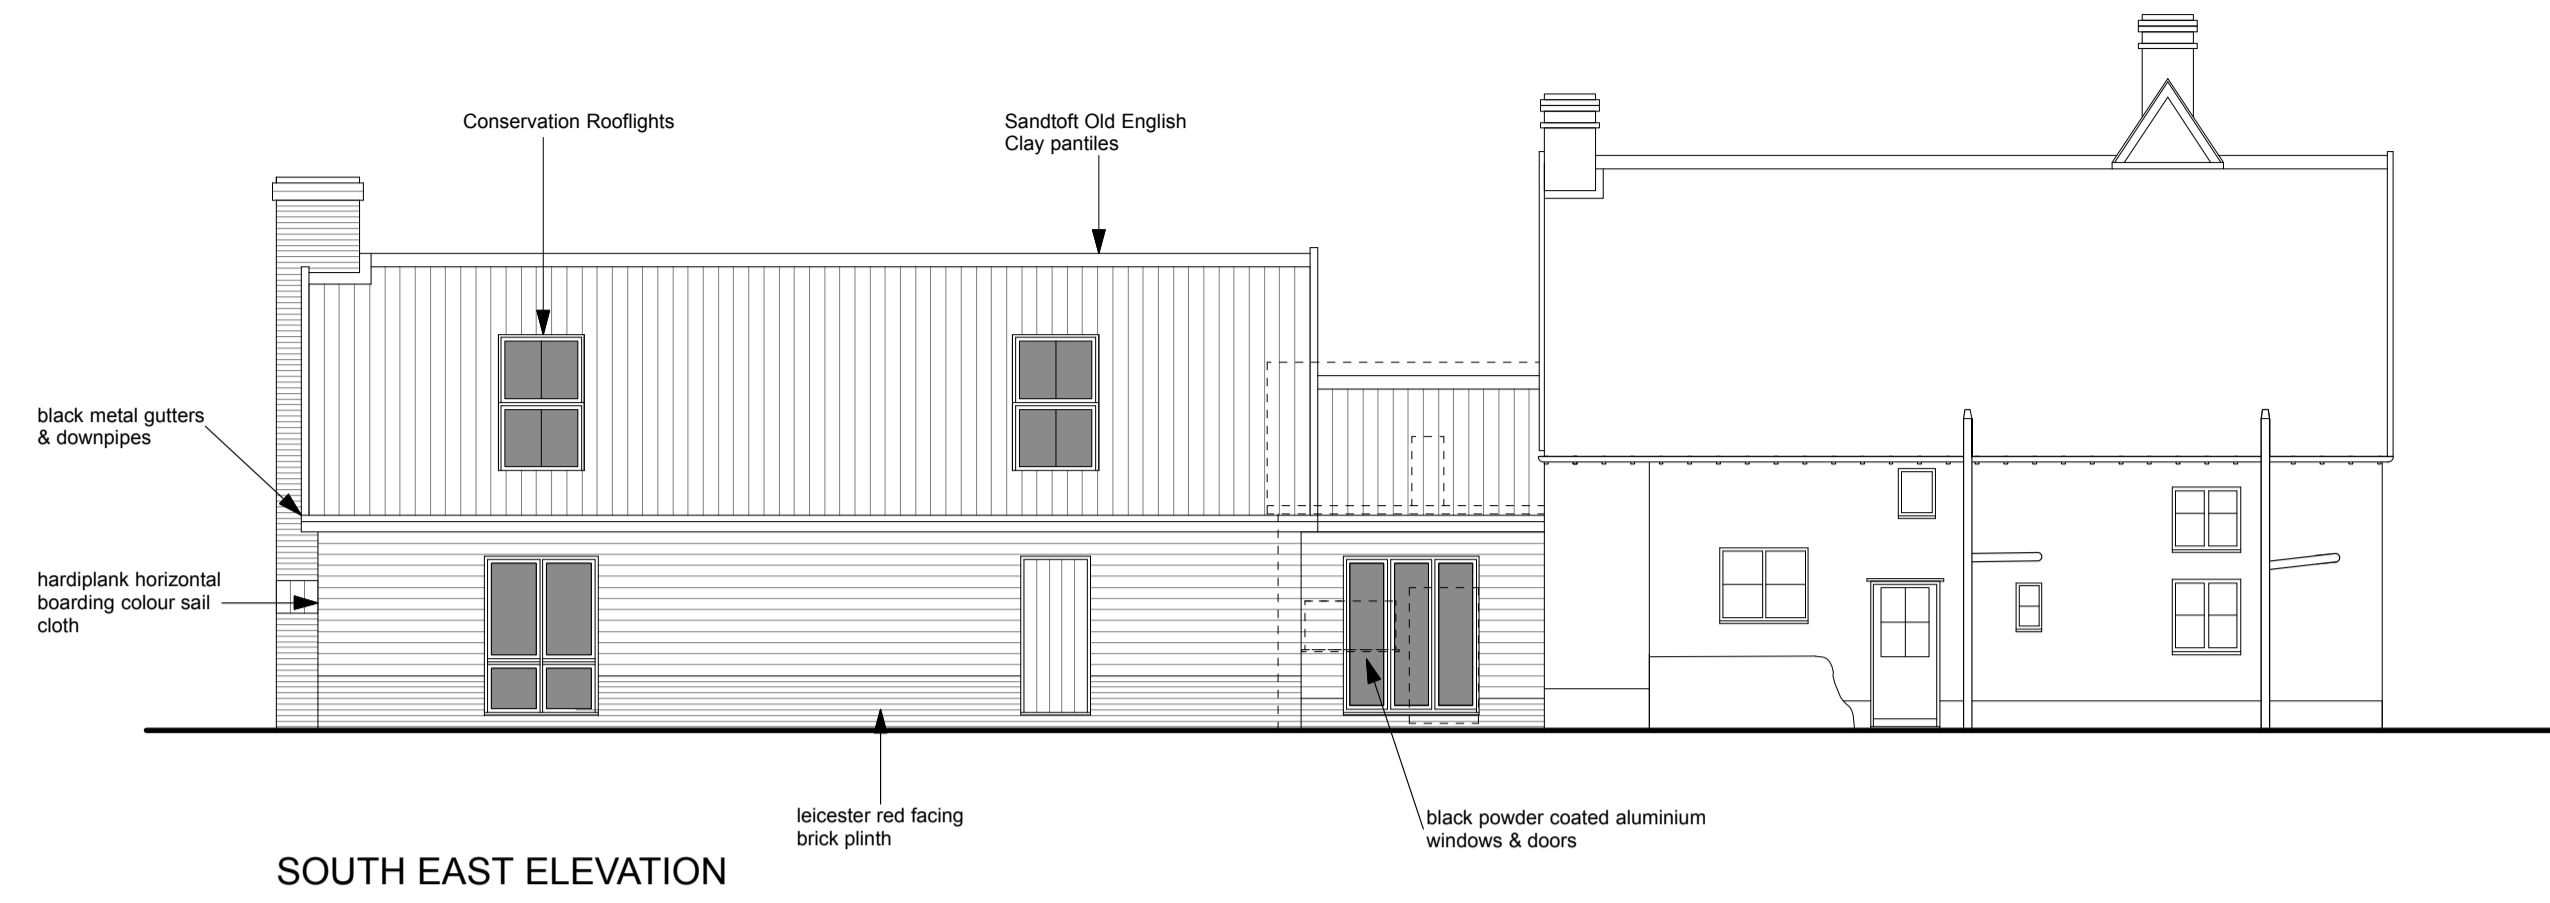 Conservation Rooflights
Sandtoft Old English
Clay pantiles
black metal gutters
& downpipes
hardiplank horizontal
boarding colour sail
cloth
leicester red facing
brick plinth
black powder coated aluminium
windows & doors
SOUTH EAST ELEVATION